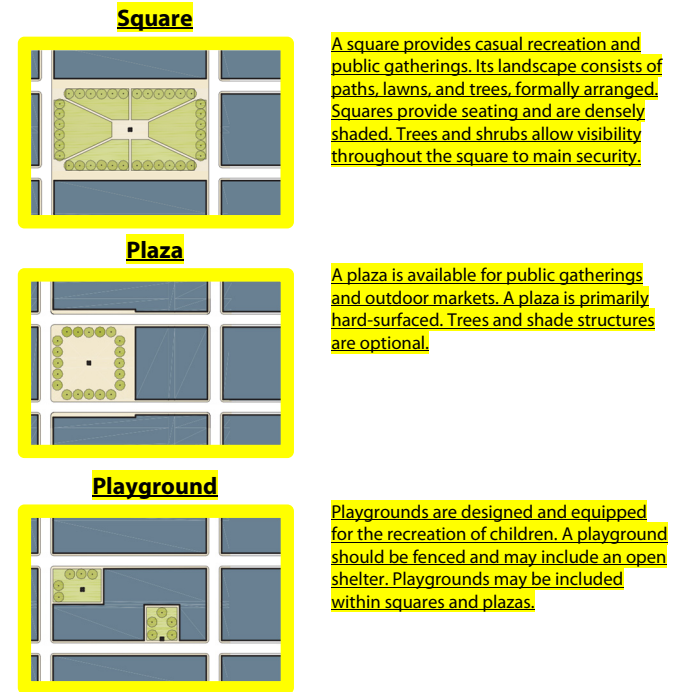 Square
A square provides casual recreation and
public gatherings. Its landscape consists of
paths, lawns, and trees, formally arranged.
Squares provide seating and are densely
shaded. Trees and shrubs allow visibility
throughout the square to main security.
Plaza
A plaza is available for public gatherings
and outdoor markets. A plaza is primarily
hard-surfaced. Trees and shade structures
are optional.
Playground
Playgrounds are designed and equipped
for the recreation of children. A playground
should be fenced and may include an open
shelter. Playgrounds may be included
within squares and plazas.